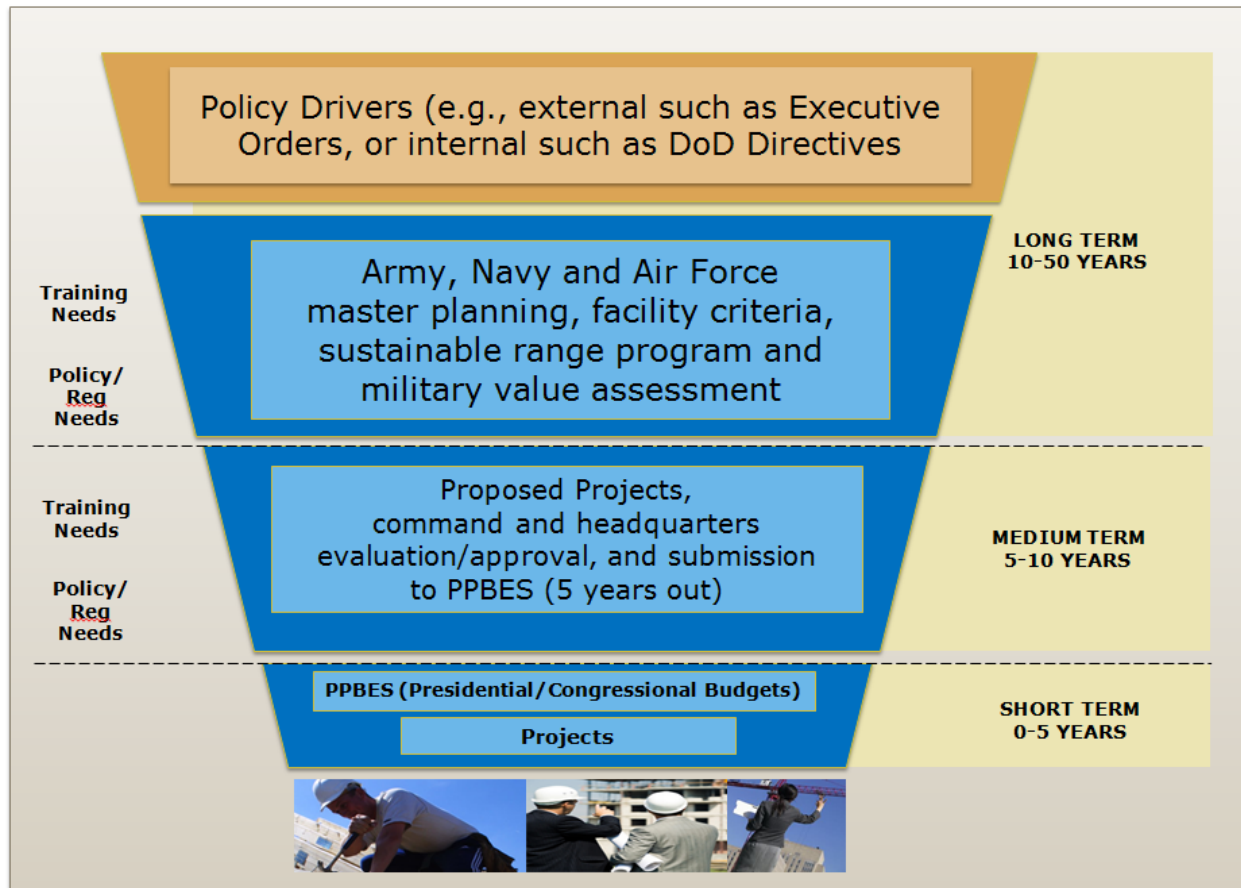 Policy Drivers (e.g., external such as Executive
Orders, or internal such as DoD Directives
LONG TERM
10-50 YEARS
Army, Navy and Air Force
master planning, facility criteria,
sustainable range program and
military value assessment
Training
Needs
Policy/
Reg
Needs
Proposed Projects,
command and headquarters
evaluation/approval, and submission
to PPBES (5 years out)
Training
Needs
Policy/
Reg
Needs
MEDIUM TERM
5-10 YEARS
PPBES (Presidential/Congressional Budgets)
Projects
SHORT TERM
0-5 YEARS